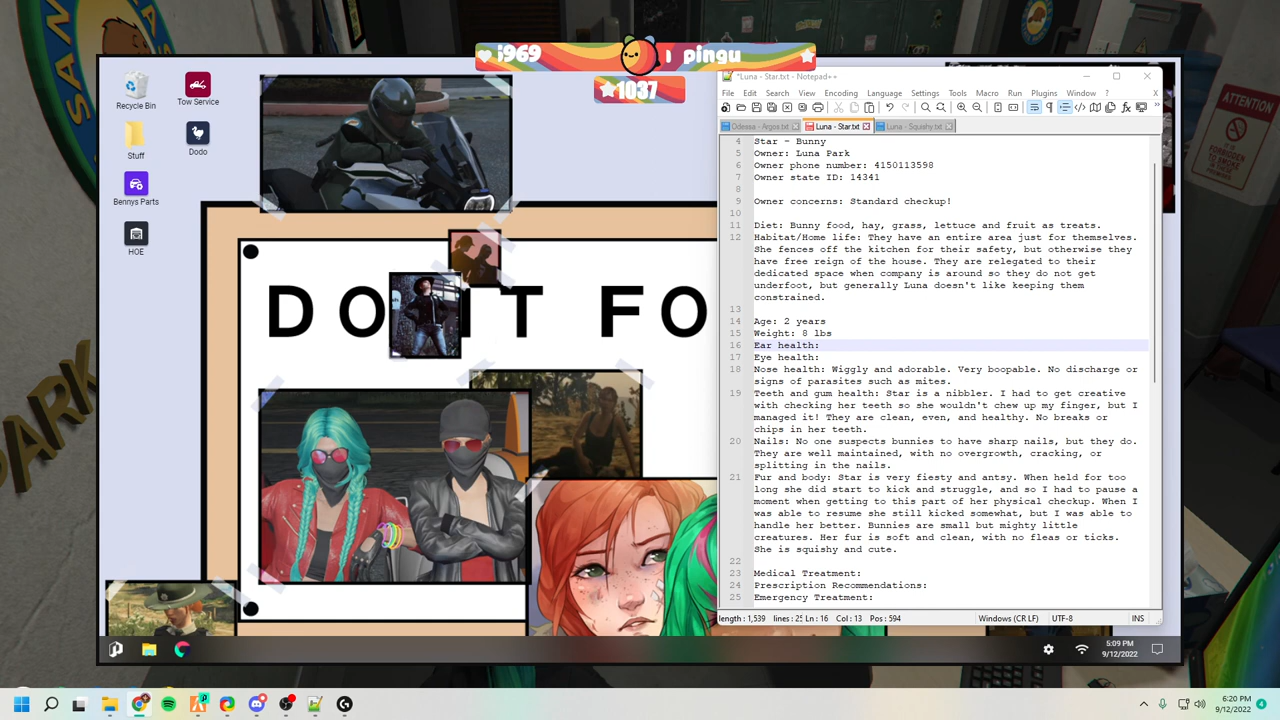 i969
pingu
1037
SAN
PARK
ATTENTION
Recycle Bin
Tow Service
Stuff
Dodo
Bennys Parts
HOE
DON'T FO
*Luna - Star.txt - Notepad++
File Edit Search View Encoding Language Settings Tools Macro Run Plugins Window ? X
Odessa - Argos.txt Luna - Star.txt Luna - Squishy.txt
4 Star - Bunny
5 Owner: Luna Park
6 Owner phone number: 4150113598
7 Owner state ID: 14341
8
9 Owner concerns: Standard checkup!
10
11 Diet: Bunny food, hay, grass, lettuce and fruit as treats.
12 Habitat/Home life: They have an entire area just for themselves.
She fences off the kitchen for their safety, but otherwise they
have free reign of the house. They are relegated to their
dedicated space when company is around so they do not get
underfoot, but generally Luna doesn't like keeping them
constrained.
13
14 Age: 2 years
15 Weight: 8 lbs
16 Ear health:
17 Eye health:
18 Nose health: Wiggly and adorable. Very boopable. No discharge or
signs of parasites such as mites.
19 Teeth and gum health: Star is a nibbler. I had to get creative
with checking her teeth so she wouldn't chew up my finger, but I
managed it! They are clean, even, and healthy. No breaks or
chips in her teeth.
20 Nails: No one suspects bunnies to have sharp nails, but they do.
They are well maintained, with no overgrowth, cracking, or
splitting in the nails.
21 Fur and body: Star is very fiesty and antsy. When held for too
long she did start to kick and struggle, and so I had to pause a
moment when getting to this part of her physical checkup. When I
was able to resume she still kicked somewhat, but I was able to
handle her better. Bunnies are small but mighty little
creatures. Her fur is soft and clean, with no fleas or ticks.
She is squishy and cute.
22
23 Medical Treatment:
24 Prescription Recommendations:
25 Emergency Treatment:
length : 1,539 lines : 25 Ln : 16 Col : 13 Pos : 594 Windows (CR LF) UTF-8 INS
5:09 PM
9/12/2022
6:20 PM
9/12/2022
4